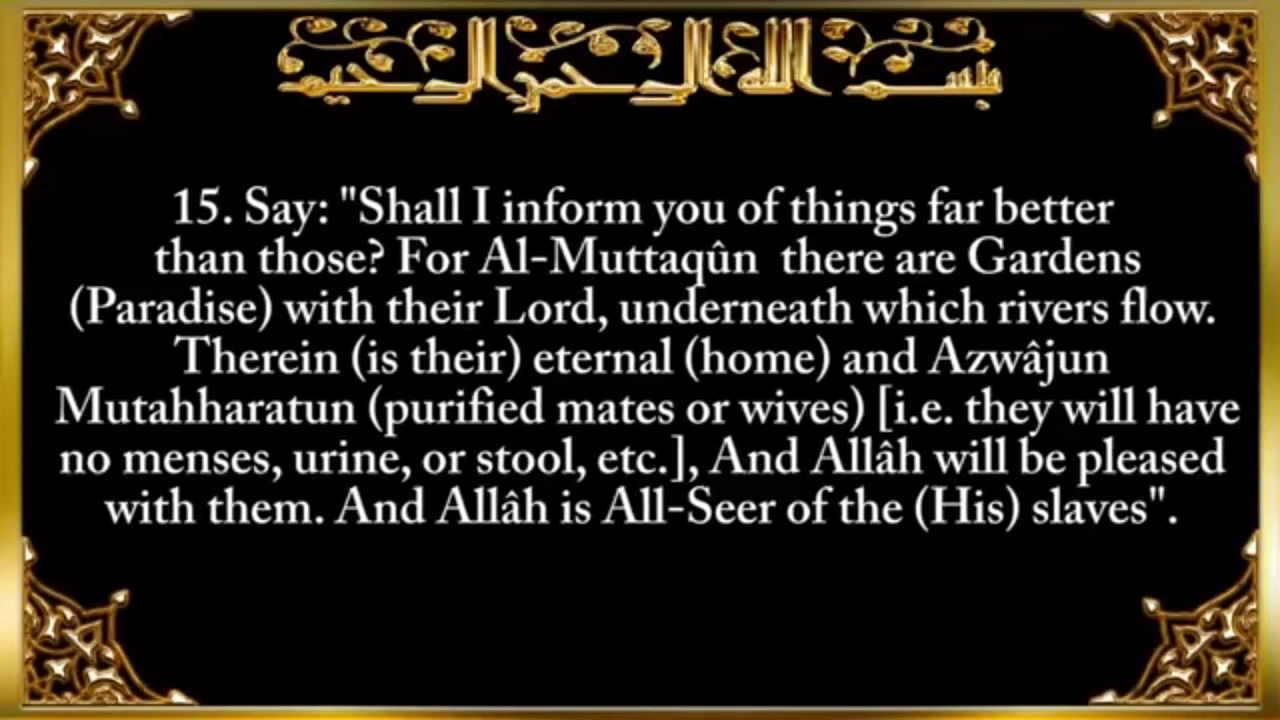 بسم الله الرحمن الرحيم
15. Say: "Shall I inform you of things far better
than those? For Al-Muttaqûn  there are Gardens
(Paradise) with their Lord, underneath which rivers flow.
Therein (is their) eternal (home) and Azwâjun
Mutahharatun (purified mates or wives) [i.e. they will have
no menses, urine, or stool, etc.], And Allâh will be pleased
with them. And Allâh is All-Seer of the (His) slaves".